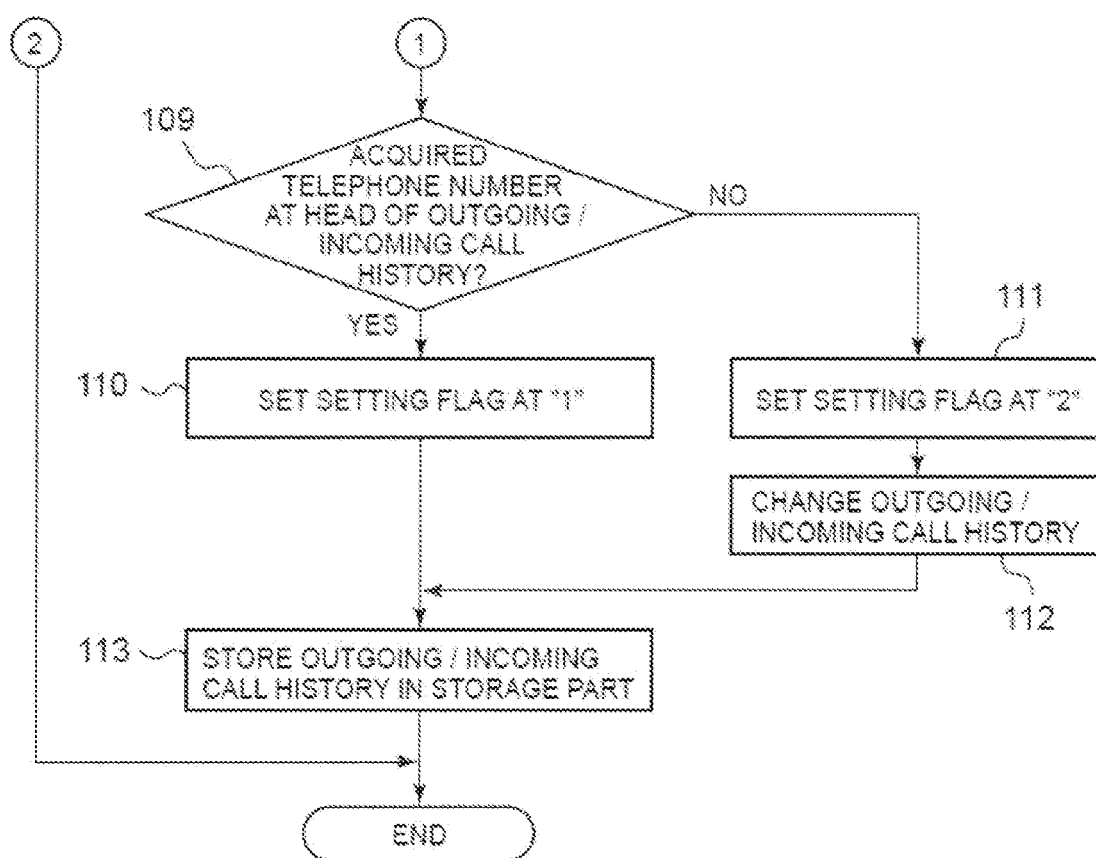 2
1
109
ACQUIRED
TELEPHONE NUMBER
AT HEAD OF OUTGOING /
INCOMING CALL
HISTORY?
NO
YES
111
110
SET SETTING FLAG AT "1"
SET SETTING FLAG AT "2"
CHANGE OUTGOING /
INCOMING CALL HISTORY
112
113
STORE OUTGOING / INCOMING
CALL HISTORY IN STORAGE PART
END